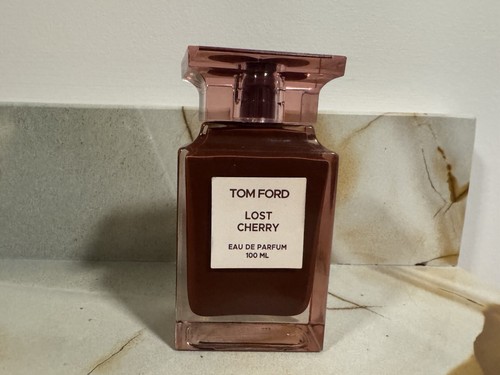 TOM FORD
LOST
CHERRY
EAU DE PARFUM
100 ML